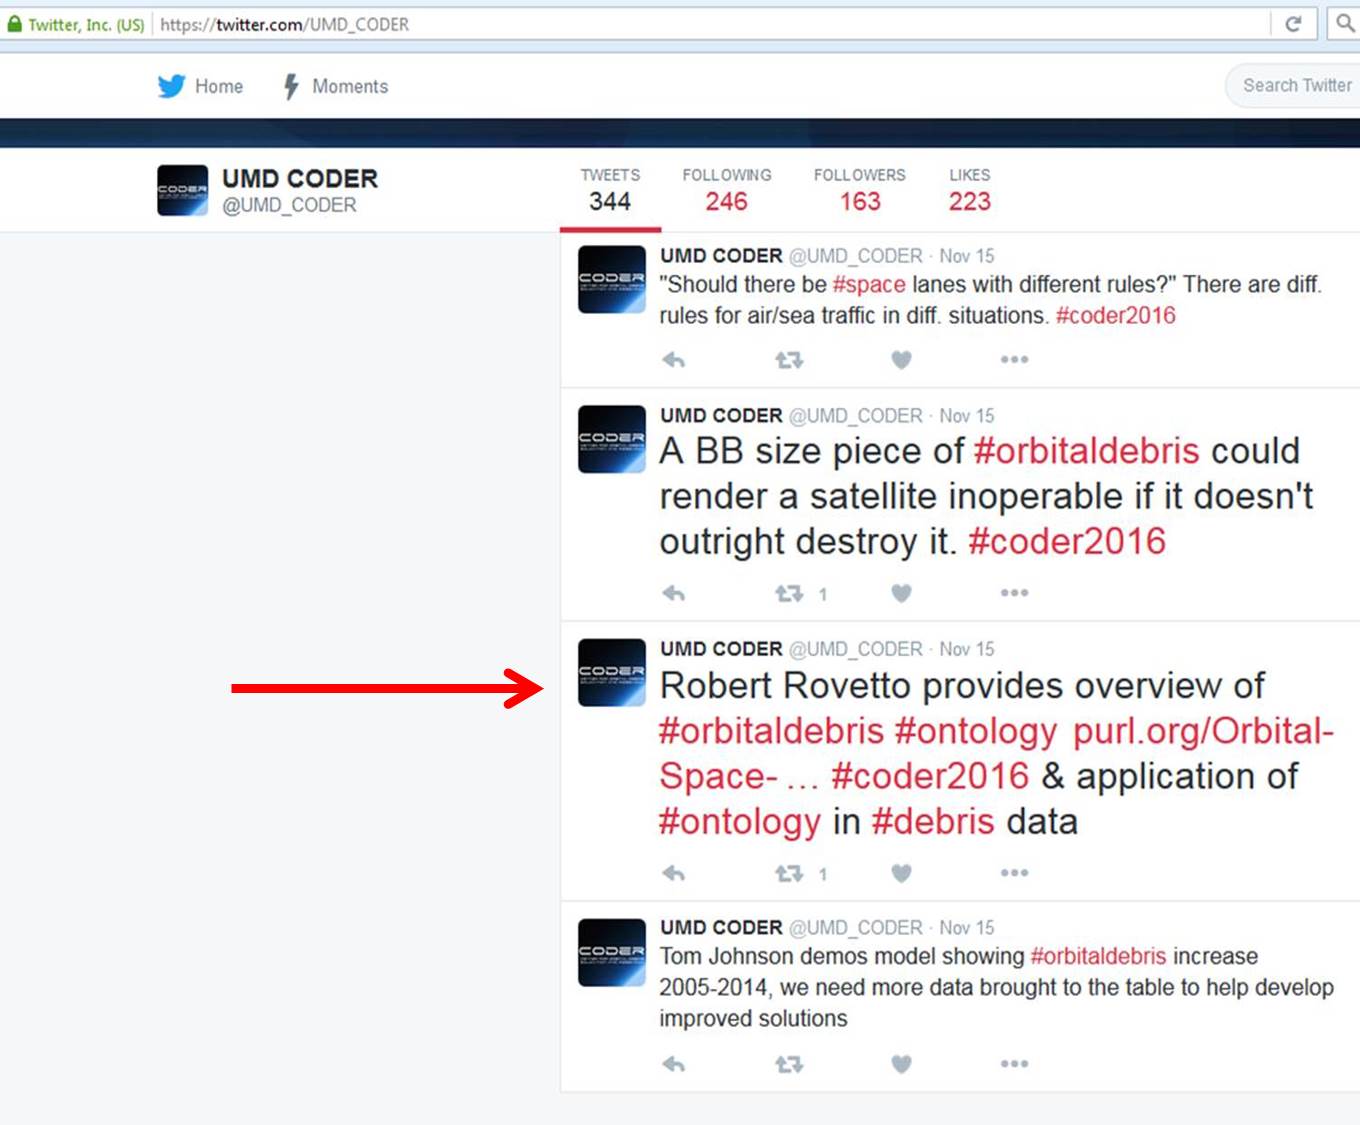 Twitter, Inc. (US) https://twitter.com/UMD_CODER
Home Moments Search Twitter
UMD CODER
@UMD_CODER
TWEETS FOLLOWING FOLLOWERS LIKES
344 246 163 223
CODER
UMD CODER @UMD_CODER · Nov 15
"Should there be #space lanes with different rules?" There are diff.
rules for air/sea traffic in diff. situations. #coder2016
CODER
UMD CODER @UMD_CODER · Nov 15
A BB size piece of #orbitaldebris could
render a satellite inoperable if it doesn't
outright destroy it. #coder2016
1
CODER
UMD CODER @UMD_CODER · Nov 15
Robert Rovetto provides overview of
#orbitaldebris #ontology purl.org/Orbital-
Space- ... #coder2016 & application of
#ontology in #debris data
1
CODER
UMD CODER @UMD_CODER · Nov 15
Tom Johnson demos model showing #orbitaldebris increase
2005-2014, we need more data brought to the table to help develop
improved solutions
CODER